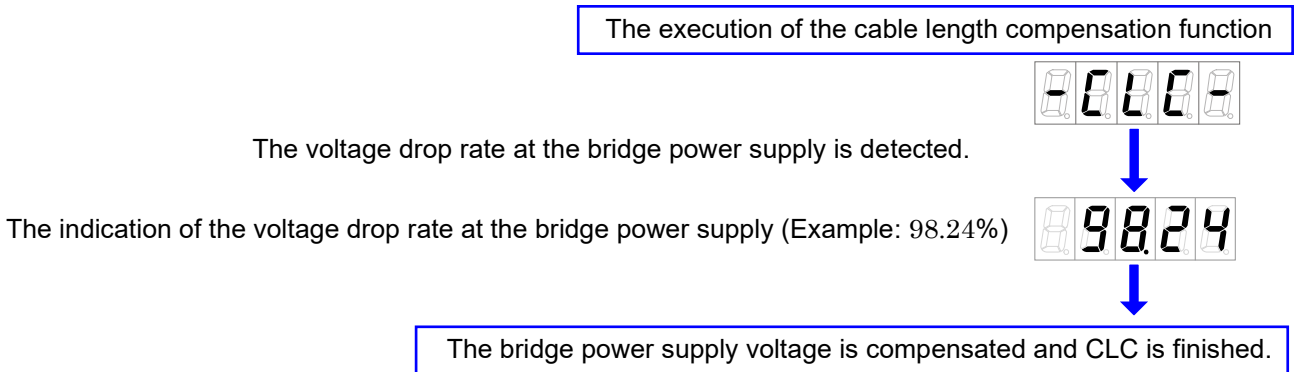 The execution of the cable length compensation function
-CLC-
The voltage drop rate at the bridge power supply is detected.
The indication of the voltage drop rate at the bridge power supply (Example: 98.24%)
98.24
The bridge power supply voltage is compensated and CLC is finished.